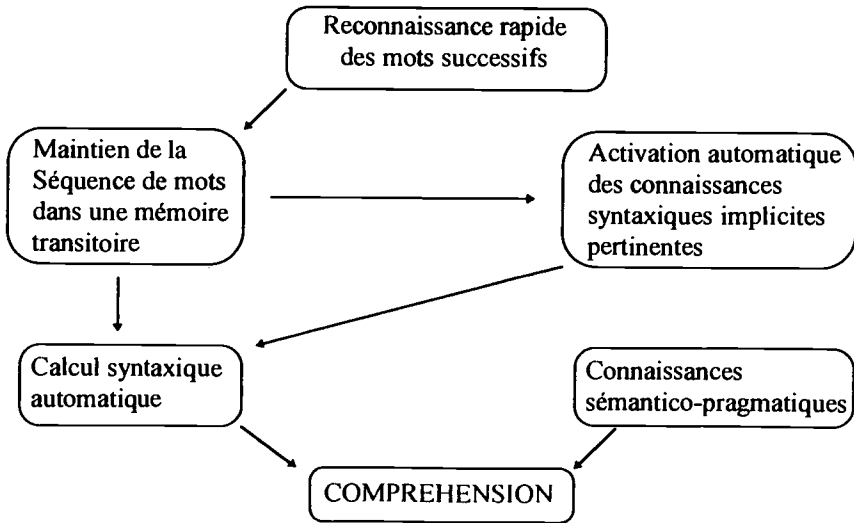 Reconnaissance rapide
des mots successifs
Maintien de la
Séquence de mots
dans une mémoire
transitoire
Activation automatique
des connaissances
syntaxiques implicites
pertinentes
Calcul syntaxique
automatique
Connaissances
sémantico-pragmatiques
COMPREHENSION